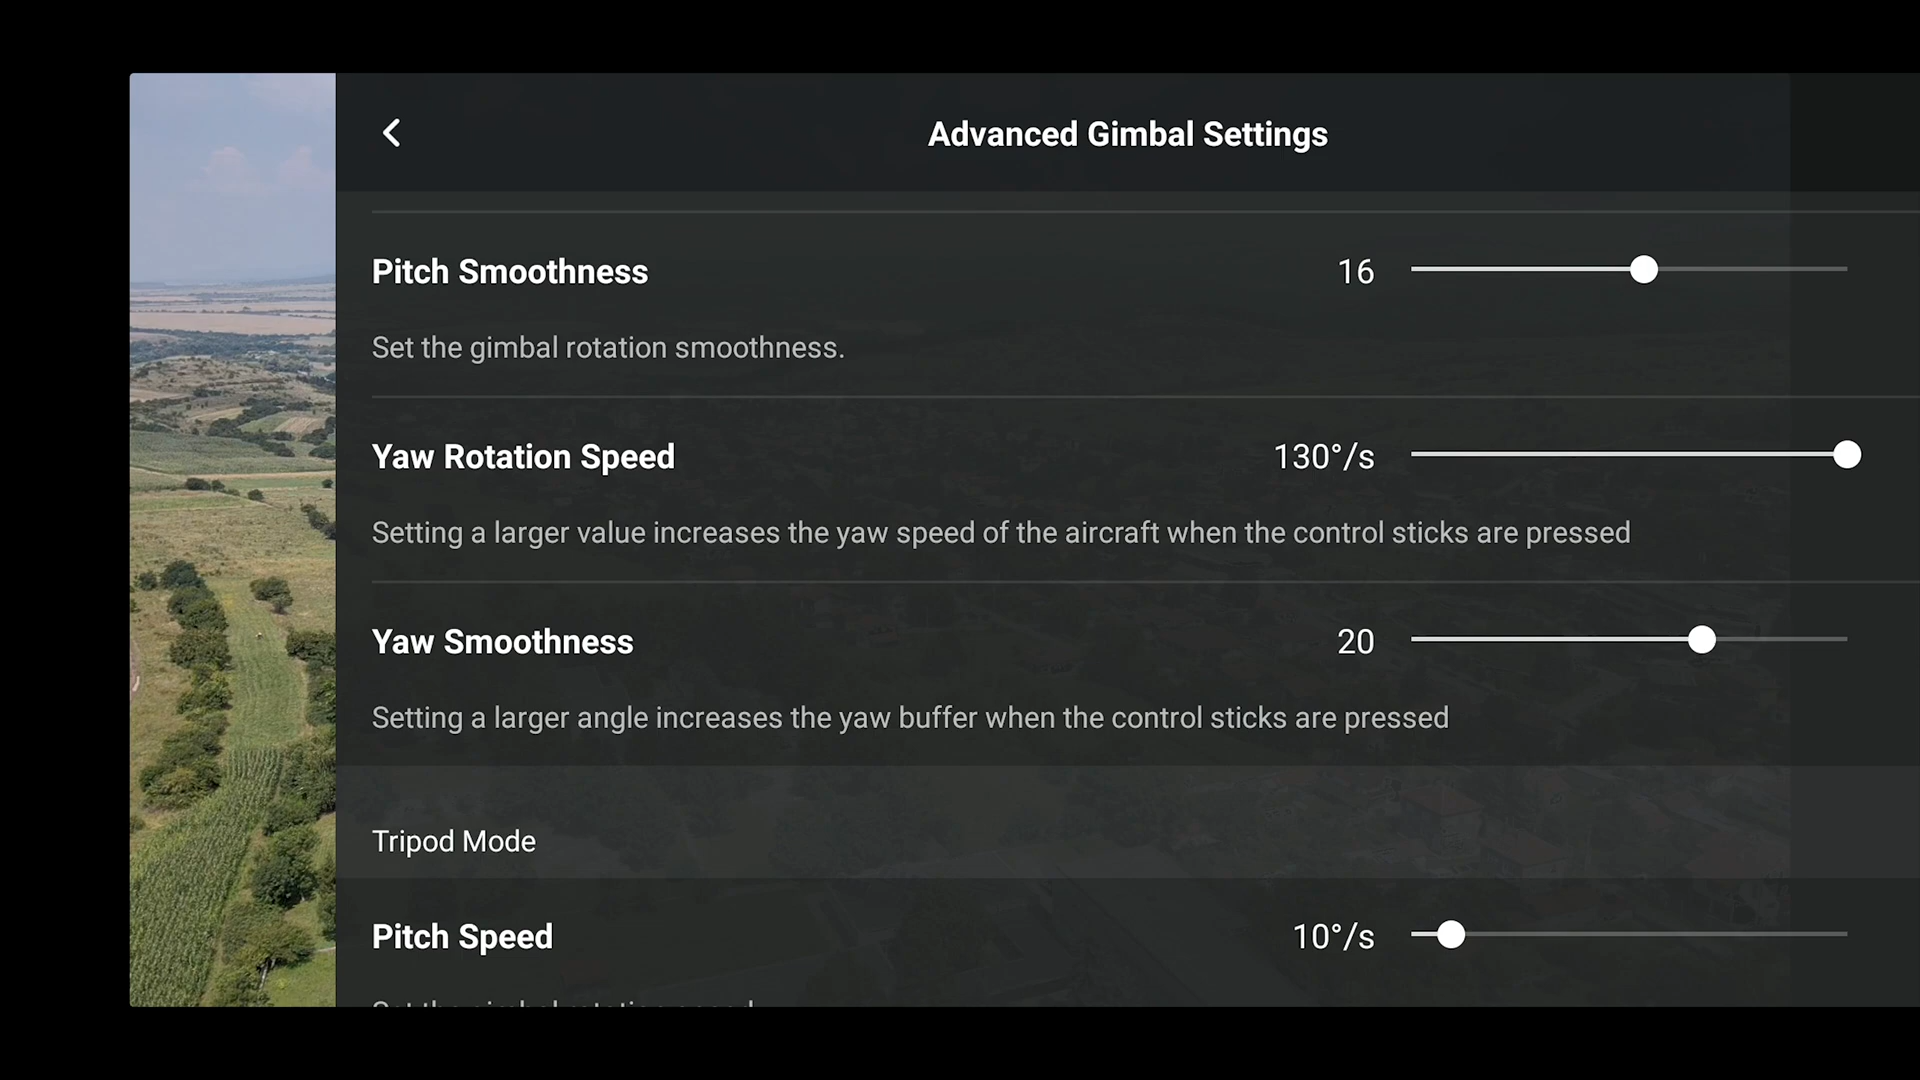 Advanced Gimbal Settings
Pitch Smoothness 16
Set the gimbal rotation smoothness.
Yaw Rotation Speed 130°/s
Setting a larger value increases the yaw speed of the aircraft when the control sticks are pressed
Yaw Smoothness 20
Setting a larger angle increases the yaw buffer when the control sticks are pressed
Tripod Mode
Pitch Speed 10°/s